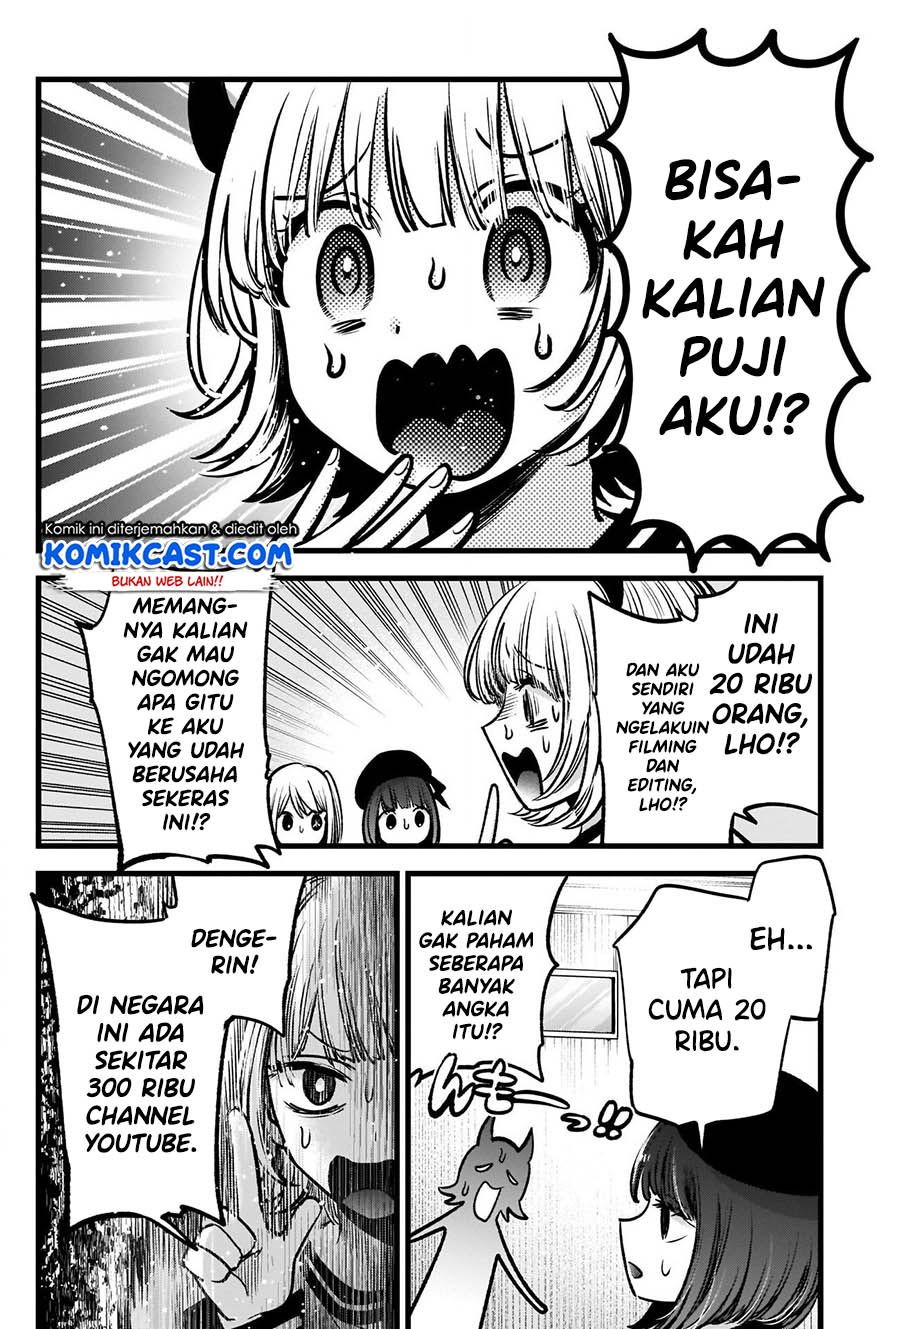 BISA-
KAH
KALIAN
PUJI
AKU!?
Komik ini diterjemahkan & diedit oleh
KOMIKCAST.COM
BUKAN WEB LAIN!!
INI
UDAH
20 RIBU
ORANG,
LHO!?
DAN AKU
SENDIRI
YANG
NGELAKUIN
FILMING
DAN
EDITING,
LHO!?
MEMANG-
NYA KALIAN
GAK MAU
NGOMONG
APA GITU
KE AKU
YANG UDAH
BERUSAHA
SEKERAS
INI!?
EH...
TAPI
CUMA 20
RIBU.
KALIAN
GAK PAHAM
SEBERAPA
BANYAK
ANGKA
ITU!?
んもーっ!!
DENGE-
RIN!
DI NEGARA
INI ADA
SEKITAR
300 RIBU
CHANNEL
YOUTUBE.